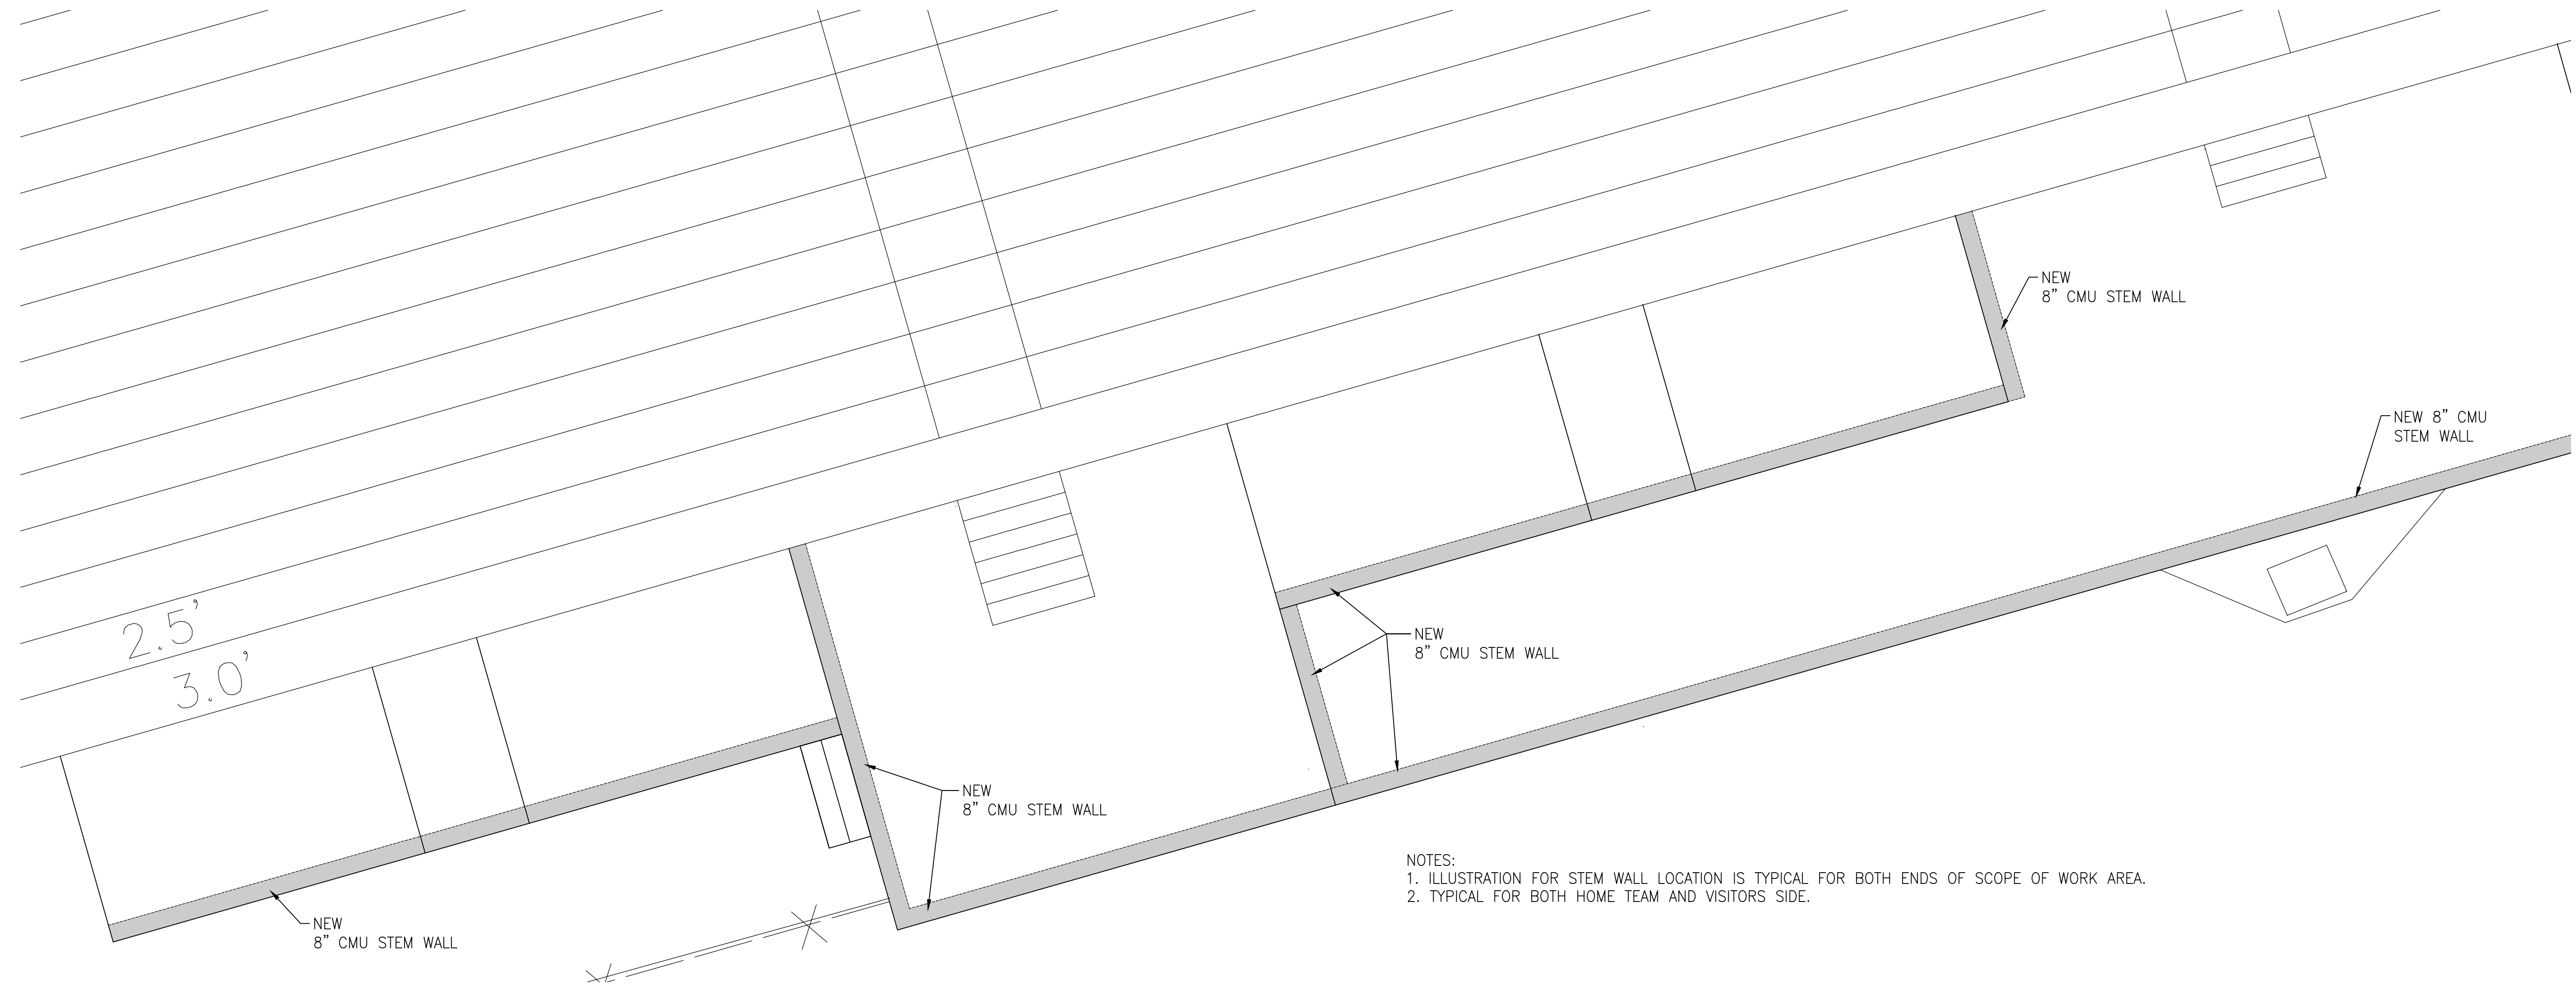 NEW
8” CMU STEM WALL
NEW 8” CMU
STEM WALL
2.5’
3.0’
NEW
8” CMU STEM WALL
NEW
8” CMU STEM WALL
NEW
8” CMU STEM WALL
NOTES:
1. ILLUSTRATION FOR STEM WALL LOCATION IS TYPICAL FOR BOTH ENDS OF SCOPE OF WORK AREA.
2. TYPICAL FOR BOTH HOME TEAM AND VISITORS SIDE.